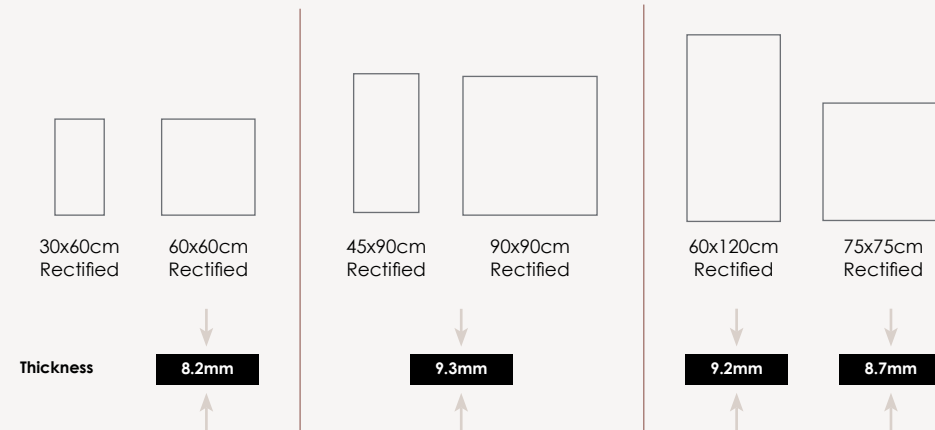 30x60cm
Rectified
60x60cm
Rectified
45x90cm
Rectified
90x90cm
Rectified
60x120cm
Rectified
75x75cm
Rectified
Thickness
8.2mm
9.3mm
9.2mm
8.7mm